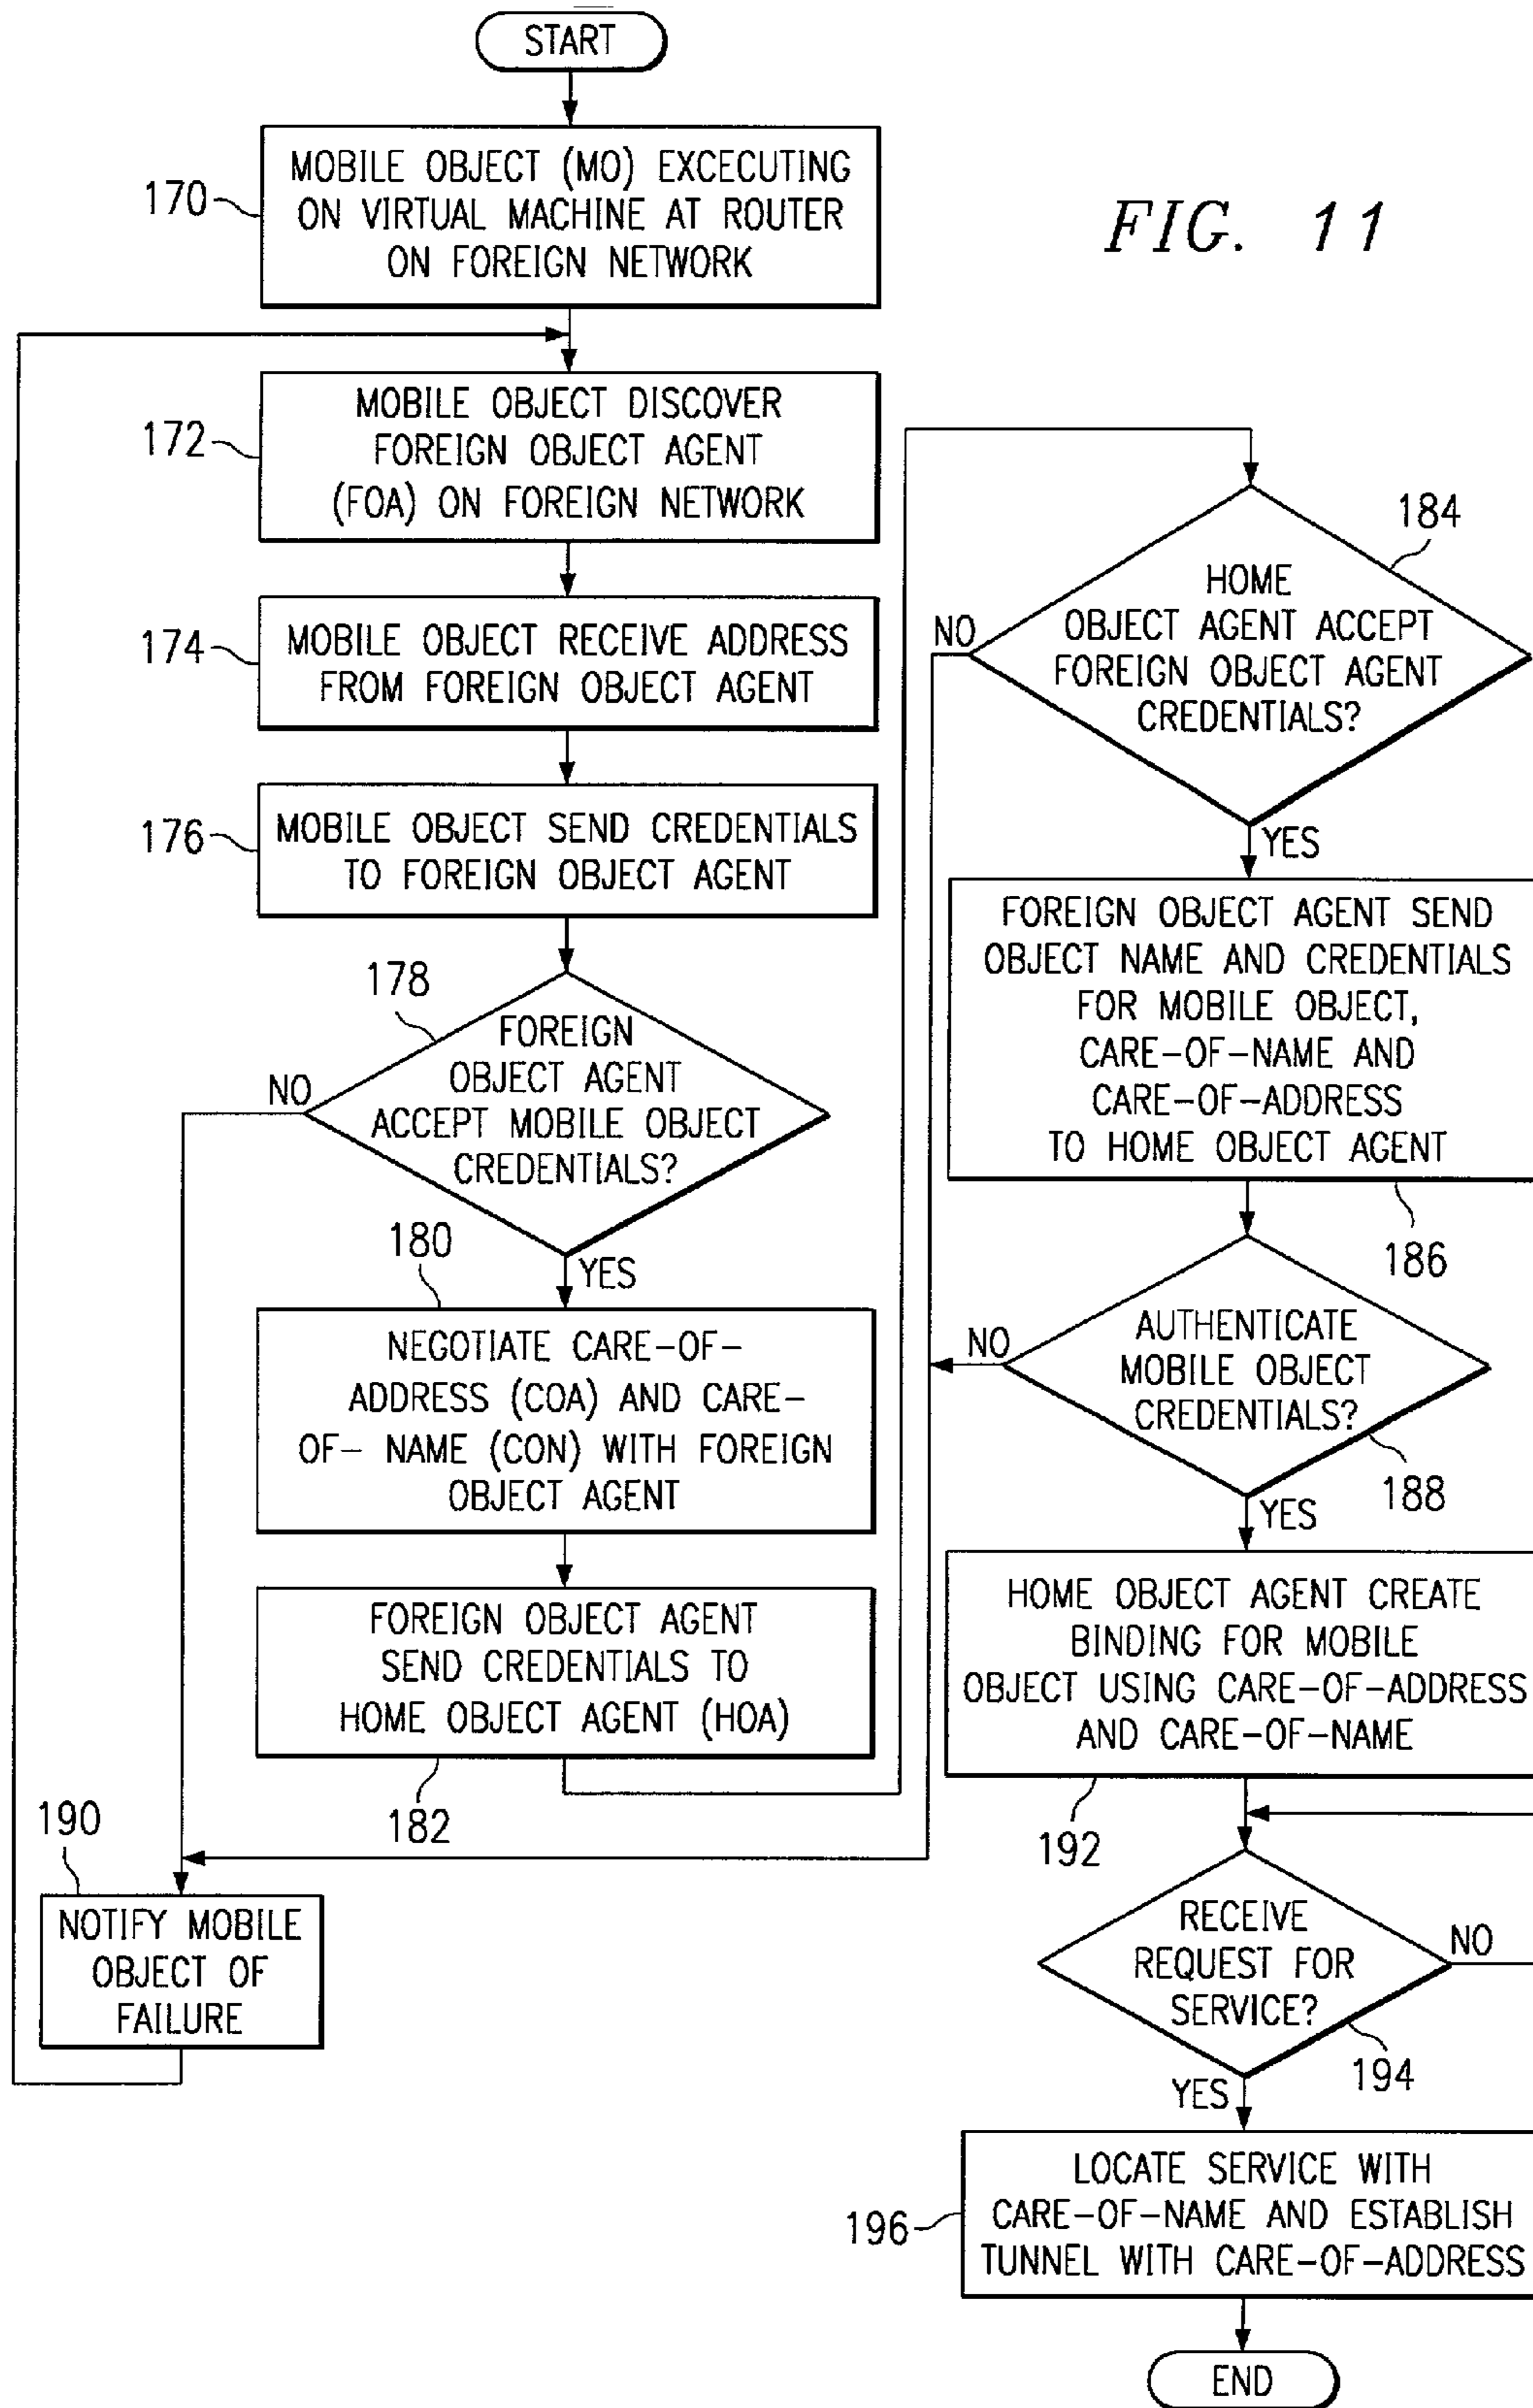 START
MOBILE OBJECT (MO) EXCECUTING
ON VIRTUAL MACHINE AT ROUTER
ON FOREIGN NETWORK
170
FIG. 11
MOBILE OBJECT DISCOVER
FOREIGN OBJECT AGENT
(FOA) ON FOREIGN NETWORK
172
MOBILE OBJECT RECEIVE ADDRESS
FROM FOREIGN OBJECT AGENT
174
MOBILE OBJECT SEND CREDENTIALS
TO FOREIGN OBJECT AGENT
176
178
FOREIGN
OBJECT AGENT
ACCEPT MOBILE OBJECT
CREDENTIALS?
NO
YES
180
NEGOTIATE CARE-OF-
ADDRESS (COA) AND CARE-
OF- NAME (CON) WITH FOREIGN
OBJECT AGENT
FOREIGN OBJECT AGENT
SEND CREDENTIALS TO
HOME OBJECT AGENT (HOA)
182
190
NOTIFY MOBILE
OBJECT OF
FAILURE
184
HOME
OBJECT AGENT ACCEPT
FOREIGN OBJECT AGENT
CREDENTIALS?
NO
YES
FOREIGN OBJECT AGENT SEND
OBJECT NAME AND CREDENTIALS
FOR MOBILE OBJECT,
CARE-OF-NAME AND
CARE-OF-ADDRESS
TO HOME OBJECT AGENT
186
AUTHENTICATE
MOBILE OBJECT
CREDENTIALS?
NO
188
YES
HOME OBJECT AGENT CREATE
BINDING FOR MOBILE
OBJECT USING CARE-OF-ADDRESS
AND CARE-OF-NAME
192
RECEIVE
REQUEST FOR
SERVICE?
NO
194
YES
LOCATE SERVICE WITH
CARE-OF-NAME AND ESTABLISH
TUNNEL WITH CARE-OF-ADDRESS
196
END